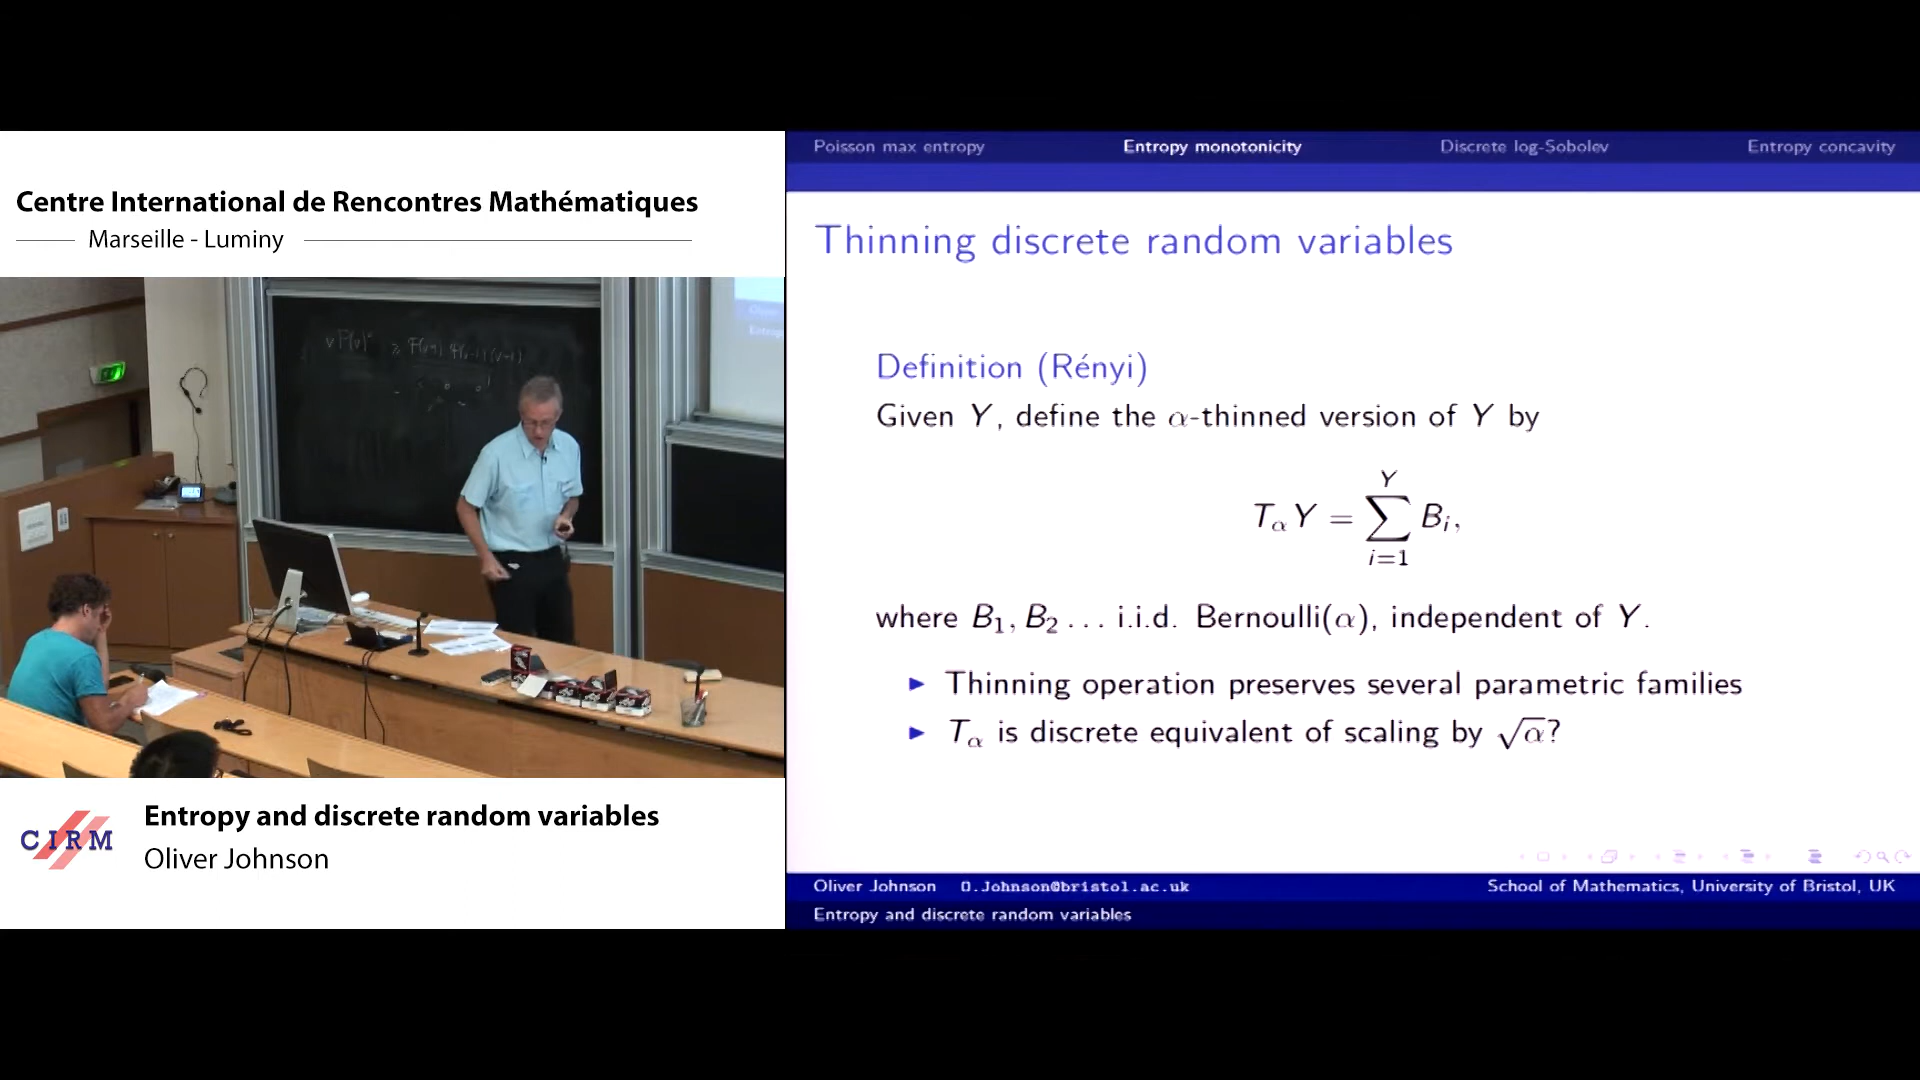 Centre International de Rencontres Mathématiques
Marseille - Luminy
CIRM
Entropy and discrete random variables
Oliver Johnson
Poisson max entropy Entropy monotonicity Discrete log-Sobolev Entropy concavity
Thinning discrete random variables
Definition (Rényi)
Given Y, define the α-thinned version of Y by
T_α Y = ∑_{i=1}^{Y} B_i,
where B₁, B₂ ... i.i.d. Bernoulli(α), independent of Y.
▶ Thinning operation preserves several parametric families
▶ T_α is discrete equivalent of scaling by √α?
Oliver Johnson O.Johnson@bristol.ac.uk School of Mathematics, University of Bristol, UK
Entropy and discrete random variables